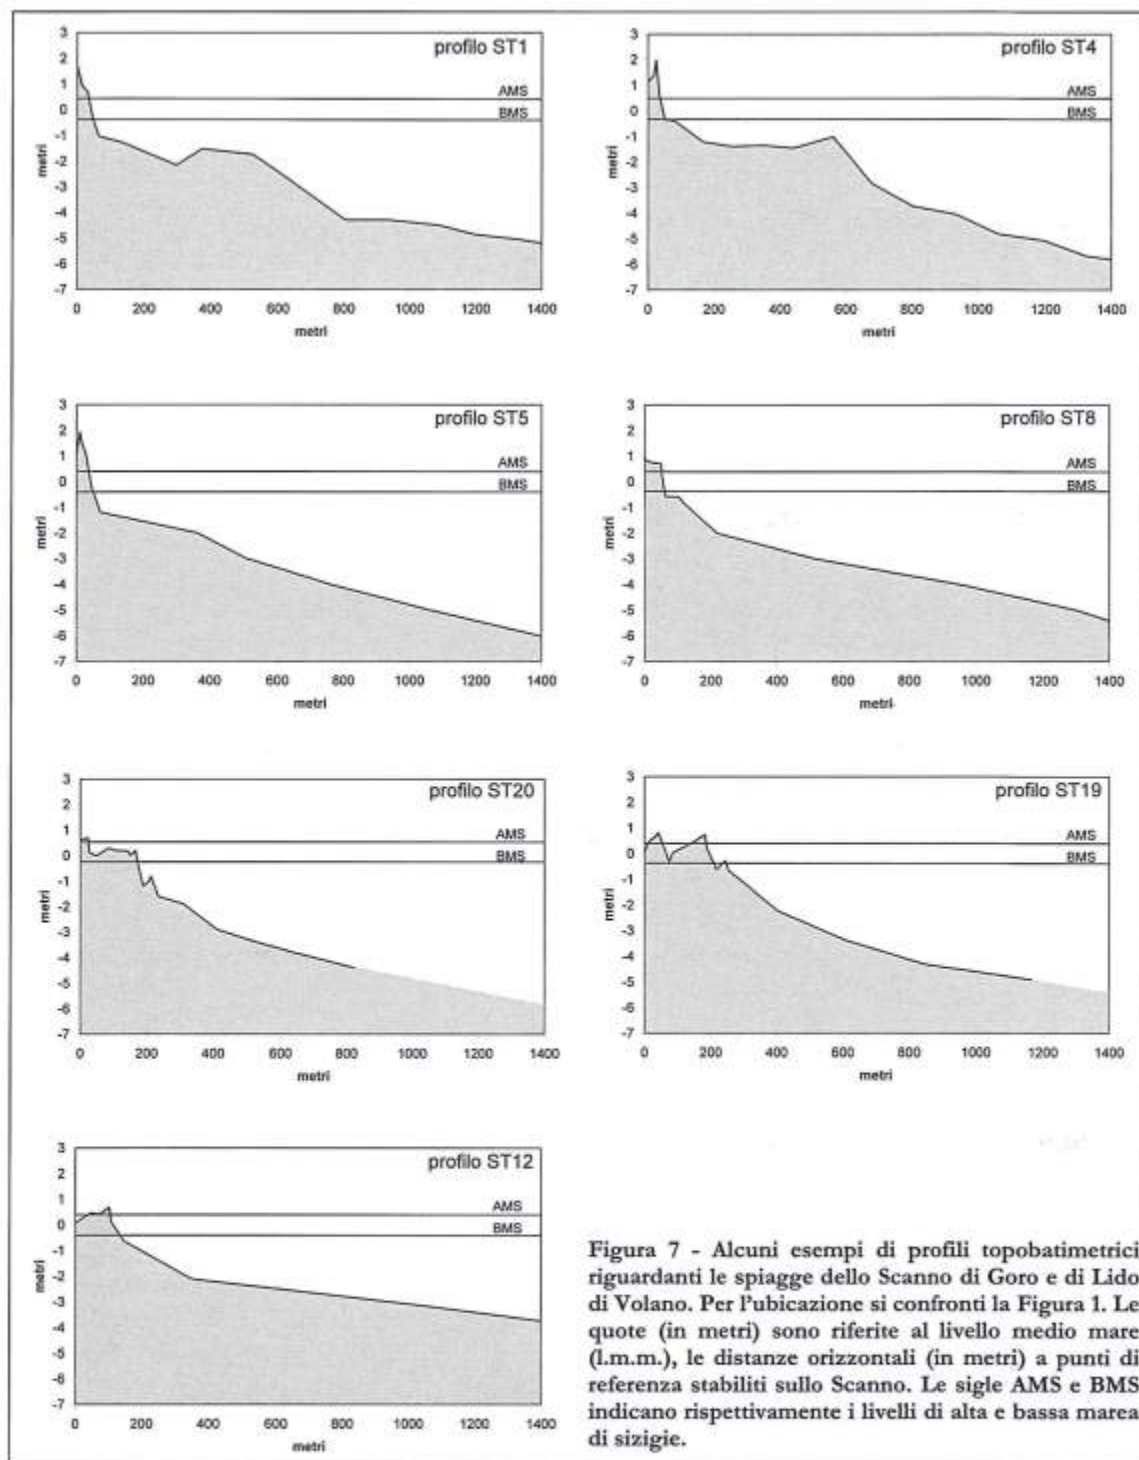 profilo ST1
3
2
1
0
-1
-2
-3
-4
-5
-6
-7
metri
AMS
BMS
0 200 400 600 800 1000 1200 1400
metri
profilo ST4
3
2
1
0
-1
-2
-3
-4
-5
-6
-7
metri
AMS
BMS
0 200 400 600 800 1000 1200 1400
metri
profilo ST5
3
2
1
0
-1
-2
-3
-4
-5
-6
-7
metri
AMS
BMS
0 200 400 600 800 1000 1200 1400
metri
profilo ST8
3
2
1
0
-1
-2
-3
-4
-5
-6
-7
metri
AMS
BMS
0 200 400 600 800 1000 1200 1400
metri
profilo ST20
3
2
1
0
-1
-2
-3
-4
-5
-6
-7
metri
AMS
BMS
0 200 400 600 800 1000 1200 1400
metri
profilo ST19
3
2
1
0
-1
-2
-3
-4
-5
-6
-7
metri
AMS
BMS
0 200 400 600 800 1000 1200 1400
metri
profilo ST12
3
2
1
0
-1
-2
-3
-4
-5
-6
-7
metri
AMS
BMS
0 200 400 600 800 1000 1200 1400
metri
Figura 7 - Alcuni esempi di profili topobatimetrici
riguardanti le spiagge dello Scanno di Goro e di Lido
di Volano. Per l'ubicazione si confronti la Figura 1. Le
quote (in metri) sono riferite al livello medio mare
(l.m.m.), le distanze orizzontali (in metri) a punti di
referenza stabiliti sullo Scanno. Le sigle AMS e BMS
indicano rispettivamente i livelli di alta e bassa marea
di sizigie.